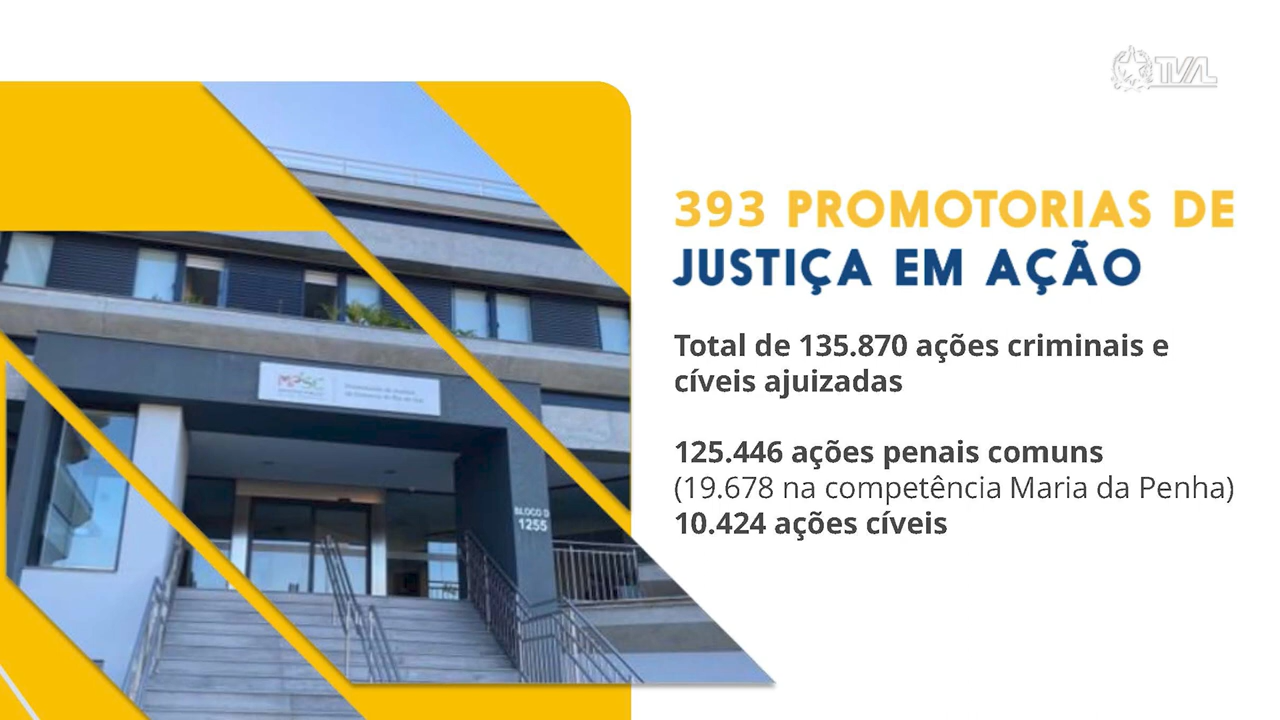 TVAL
393 PROMOTORIAS DE
JUSTIÇA EM AÇÃO
Total de 135.870 ações criminais e
cíveis ajuizadas
125.446 ações penais comuns
(19.678 na competência Maria da Penha)
10.424 ações cíveis
MPSC
BLOCO D
1255